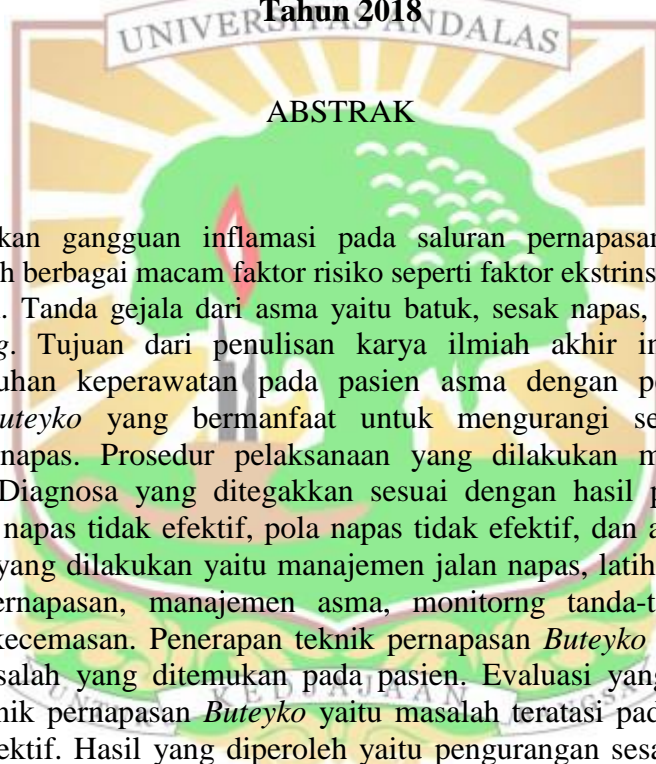 Tahun 2018
UNIVERSITAS ANDALAS
ABSTRAK
kan gangguan inflamasi pada saluran pernapasan
h berbagai macam faktor risiko seperti faktor ekstrins
. Tanda gejala dari asma yaitu batuk, sesak napas,
g. Tujuan dari penulisan karya ilmiah akhir in
uhan keperawatan pada pasien asma dengan p
uteyko yang bermanfaat untuk mengurangi se
napas. Prosedur pelaksanaan yang dilakukan m
Diagnosa yang ditegakkan sesuai dengan hasil p
napas tidak efektif, pola napas tidak efektif, dan a
yang dilakukan yaitu manajemen jalan napas, latih
ernapasan, manajemen asma, monitorng tanda-t
kecemasan. Penerapan teknik pernapasan Buteyko
salah yang ditemukan pada pasien. Evaluasi yang
UNTUK KEDJAJAAN BANGSA
nik pernapasan Buteyko yaitu masalah teratasi pad
ektif. Hasil yang diperoleh yaitu pengurangan sesa